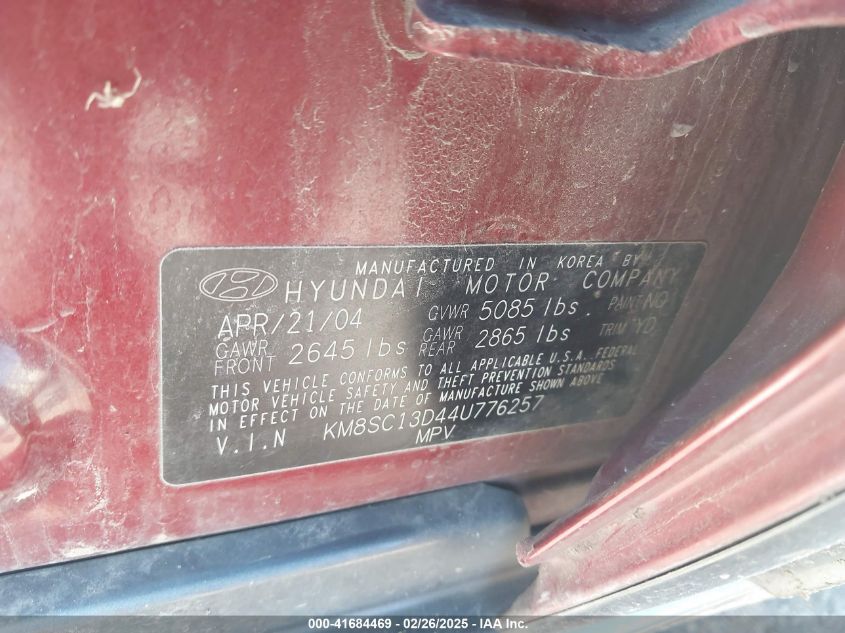 MANUFACTURED IN KOREA BY
HYUNDAI MOTOR COMPANY
APR/21/04 GVWR 5085 lbs. PAINT NQ
GAWR FRONT 2645 lbs GAWR REAR 2865 lbs TRIM YD
THIS VEHICLE CONFORMS TO ALL APPLICABLE U.S.A. FEDERAL
MOTOR VEHICLE SAFETY AND THEFT PREVENTION STANDARDS
IN EFFECT ON THE DATE OF MANUFACTURE SHOWN ABOVE
V.I.N KM8SC13D44U776257
MPV
000-41684469 - 02/26/2025 - IAAI Inc.